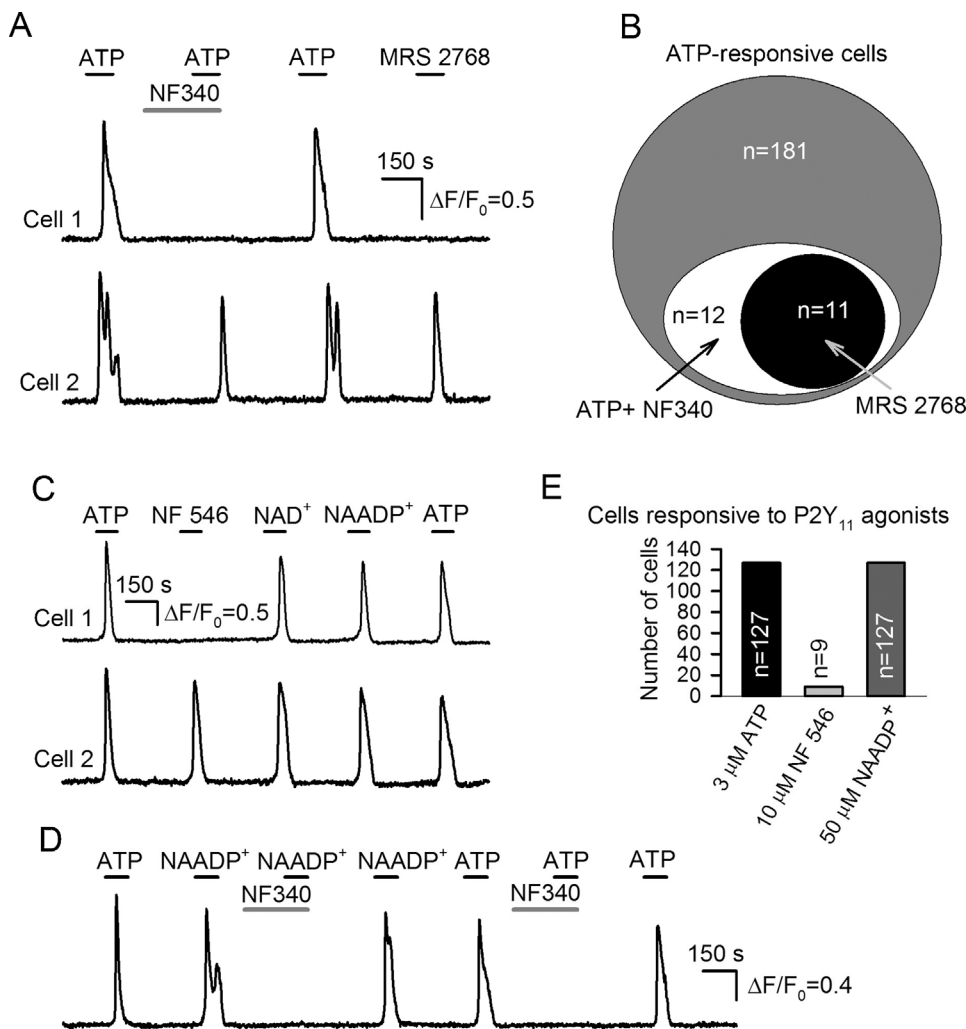 A
ATP ATP ATP MRS 2768
NF340
150 s
ΔF/F0=0.5
Cell 1
Cell 2
B
ATP-responsive cells
n=181
n=12
n=11
ATP+ NF340
MRS 2768
C
ATP NF 546 NAD+ NAADP+ ATP
150 s
ΔF/F0=0.5
Cell 1
Cell 2
E
Cells responsive to P2Y11 agonists
Number of cells
140
120
100
80
60
40
20
0
n=127
n=9
n=127
3 μM ATP
10 μM NF 546
50 μM NAADP+
D
ATP NAADP+ NAADP+ NAADP+ ATP ATP ATP
NF340 NF340
150 s
ΔF/F0=0.4